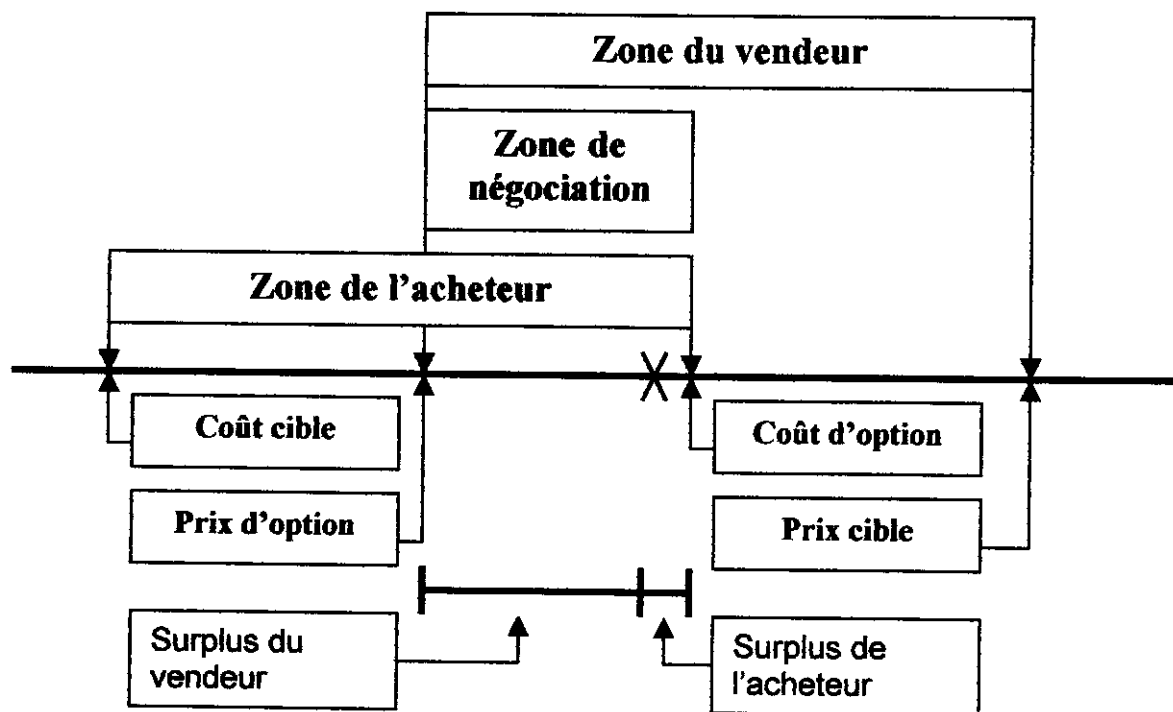 Zone du vendeur
Zone de
négociation
Zone de l’acheteur
Coût cible
Coût d’option
Prix d’option
Prix cible
Surplus du
vendeur
Surplus de
l’acheteur